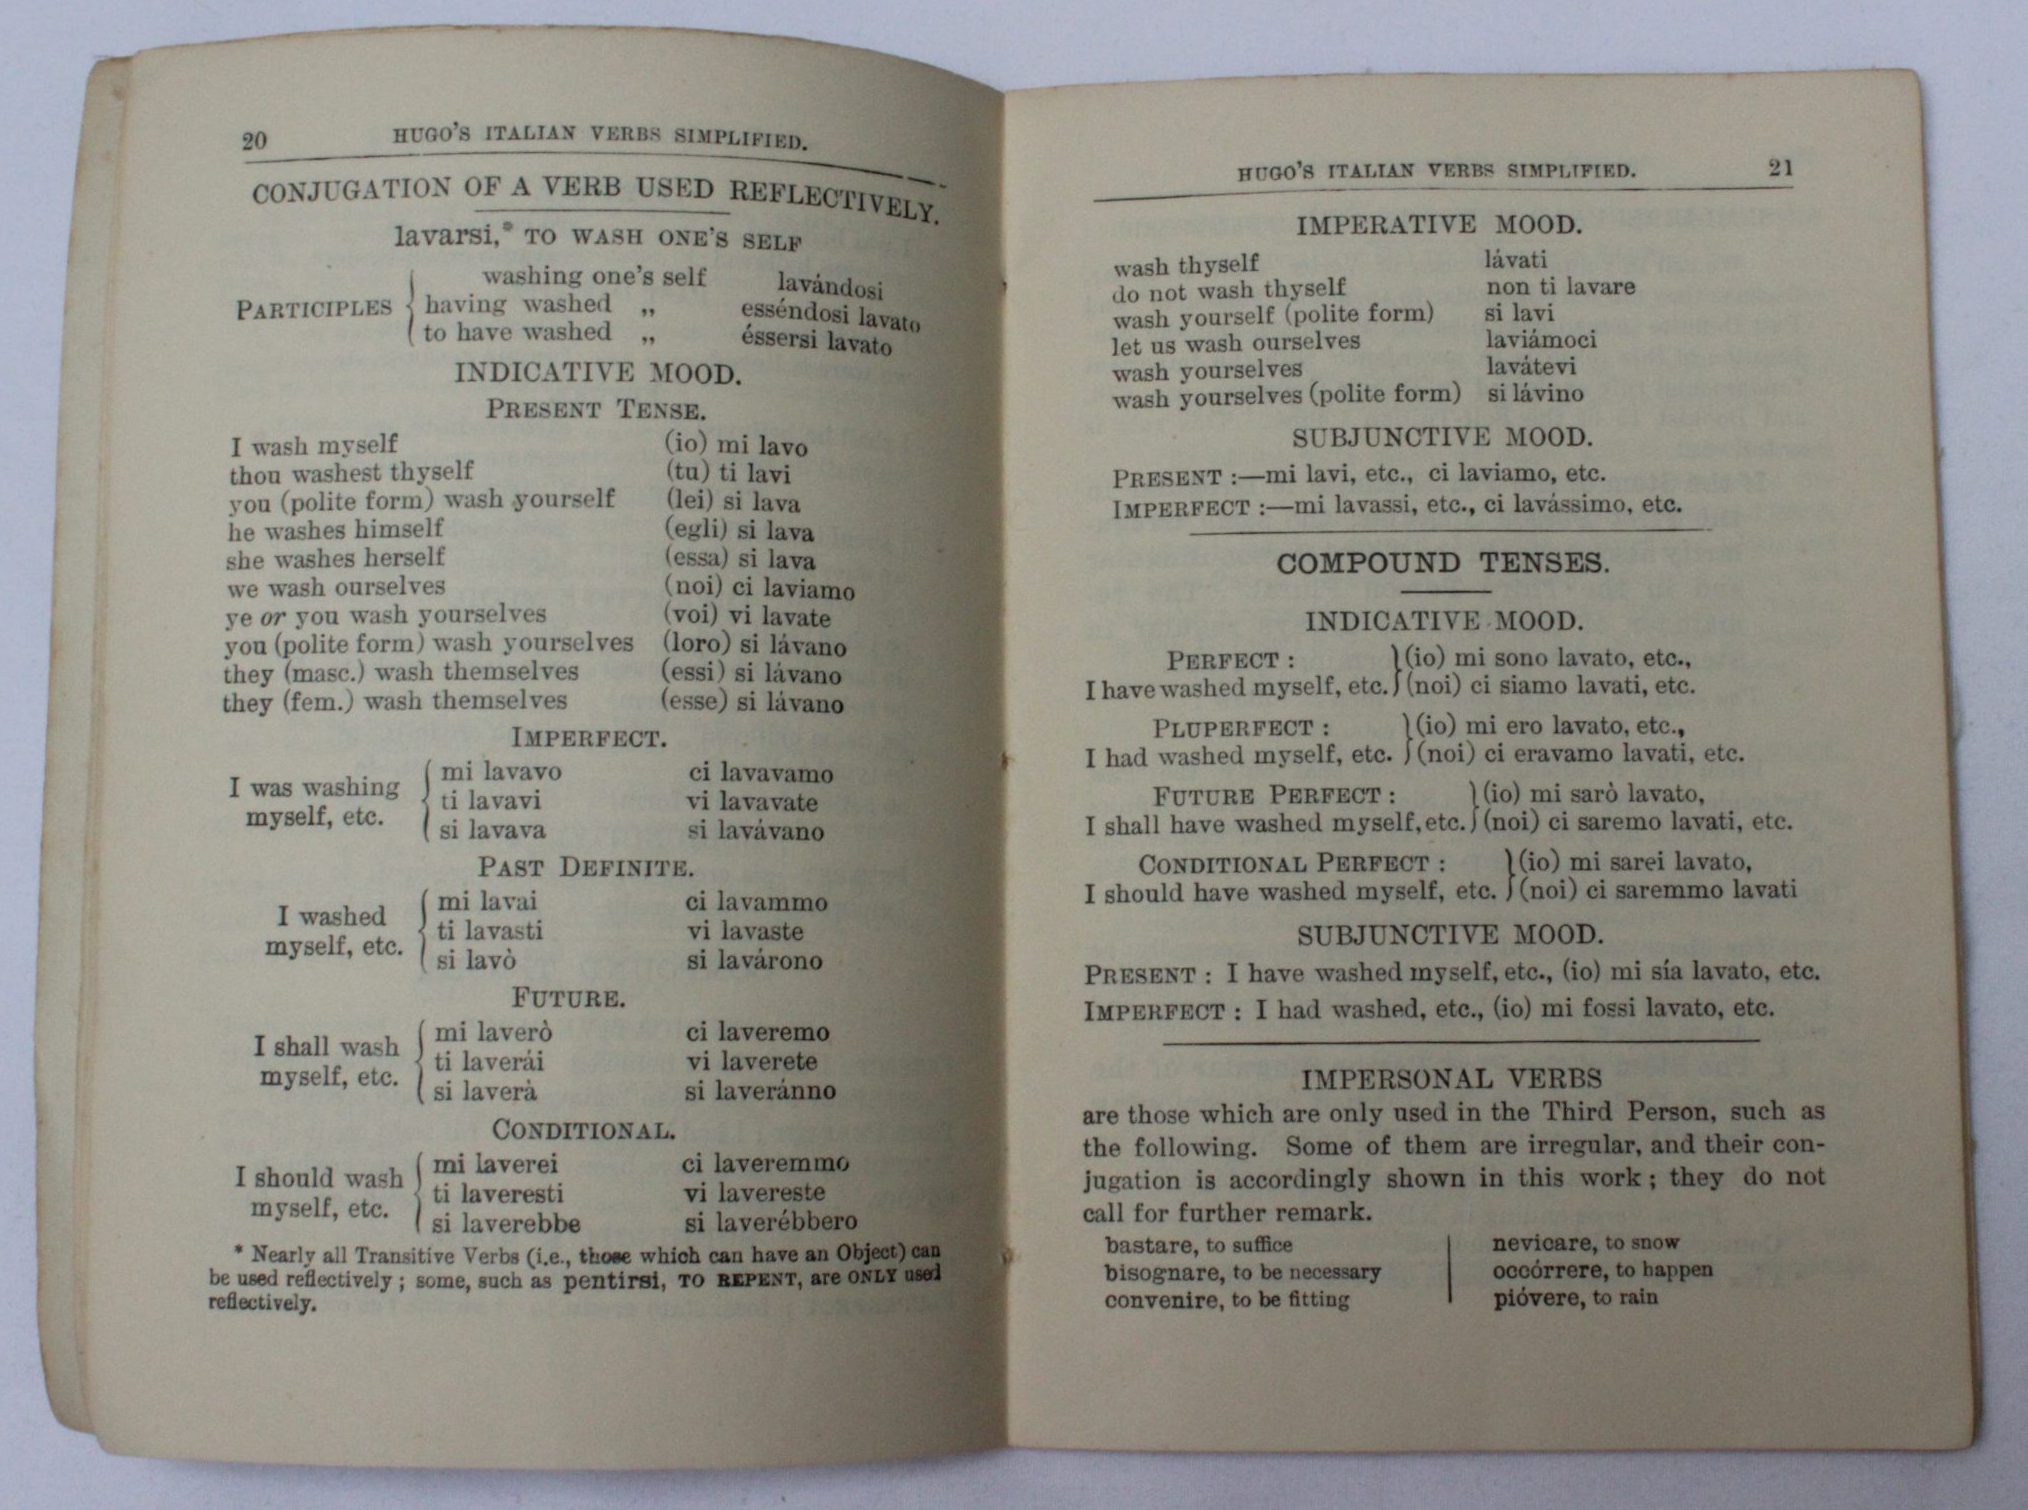 20 HUGO'S ITALIAN VERBS SIMPLIFIED.
CONJUGATION OF A VERB USED REFLECTIVELY.
lavarsi,* TO WASH ONE'S SELF
washing one's self lavándosi
PARTICIPLES having washed „ esséndosi lavato
to have washed „ éssersi lavato
INDICATIVE MOOD.
PRESENT TENSE.
I wash myself (io) mi lavo
thou washest thyself (tu) ti lavi
you (polite form) wash yourself (lei) si lava
he washes himself (egli) si lava
she washes herself (essa) si lava
we wash ourselves (noi) ci laviamo
ye or you wash yourselves (voi) vi lavate
you (polite form) wash yourselves (loro) si lávano
they (masc.) wash themselves (essi) si lávano
they (fem.) wash themselves (esse) si lávano
IMPERFECT.
I was washing myself, etc.
mi lavavo ci lavavamo
ti lavavi vi lavavate
si lavava si lavávano
PAST DEFINITE.
I washed myself, etc.
mi lavai ci lavammo
ti lavasti vi lavaste
si lavò si lavárono
FUTURE.
I shall wash myself, etc.
mi laverò ci laveremo
ti laverái vi laverete
si laverà si laveránno
CONDITIONAL.
I should wash myself, etc.
mi laverei ci laveremmo
ti laveresti vi lavereste
si laverebbe si laverébbero
* Nearly all Transitive Verbs (i.e., those which can have an Object) can
be used reflectively ; some, such as pentirsi, TO REPENT, are ONLY used
reflectively.
HUGO'S ITALIAN VERBS SIMPLIFIED. 21
IMPERATIVE MOOD.
wash thyself lávati
do not wash thyself non ti lavare
wash yourself (polite form) si lavi
let us wash ourselves laviámoci
wash yourselves lavátevi
wash yourselves (polite form) si lávino
SUBJUNCTIVE MOOD.
PRESENT :—mi lavi, etc., ci laviamo, etc.
IMPERFECT :—mi lavassi, etc., ci lavássimo, etc.
COMPOUND TENSES.
INDICATIVE MOOD.
PERFECT : (io) mi sono lavato, etc.,
I have washed myself, etc. (noi) ci siamo lavati, etc.
PLUPERFECT : (io) mi ero lavato, etc.,
I had washed myself, etc. (noi) ci eravamo lavati, etc.
FUTURE PERFECT : (io) mi sarò lavato,
I shall have washed myself, etc. (noi) ci saremo lavati, etc.
CONDITIONAL PERFECT : (io) mi sarei lavato,
I should have washed myself, etc. (noi) ci saremmo lavati
SUBJUNCTIVE MOOD.
PRESENT : I have washed myself, etc., (io) mi sía lavato, etc.
IMPERFECT : I had washed, etc., (io) mi fossi lavato, etc.
IMPERSONAL VERBS
are those which are only used in the Third Person, such as
the following. Some of them are irregular, and their con-
jugation is accordingly shown in this work ; they do not
call for further remark.
bastare, to suffice nevicare, to snow
bisognare, to be necessary occórrere, to happen
convenire, to be fitting pióvere, to rain